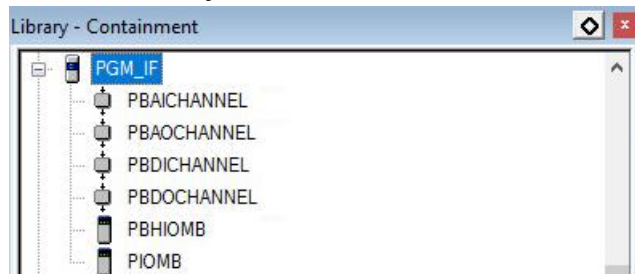 Library - Containment
PGM_IF
PBAICHANNEL
PBAOCHANNEL
PBDICHANNEL
PBDOCHANNEL
PBHIOMB
PIOMB